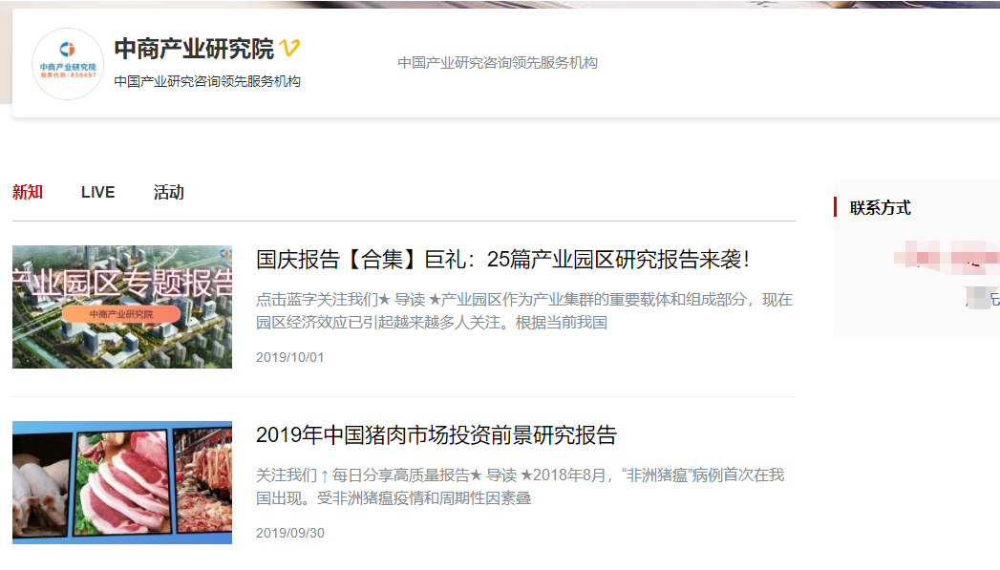 中商产业研究院
股票代码：838497
中商产业研究院
中国产业研究咨询领先服务机构
中国产业研究咨询领先服务机构
新知
LIVE
活动
联系方式
产业园区专题报告
中商产业研究院
国庆报告【合集】巨礼：25篇产业园区研究报告来袭！
点击蓝字关注我们★ 导读 ★产业园区作为产业集群的重要载体和组成部分，现在
园区经济效应已引起越来越多人关注。根据当前我国
2019/10/01
2019年中国猪肉市场投资前景研究报告
关注我们 ↑ 每日分享高质量报告★ 导读 ★2018年8月，“非洲猪瘟”病例首次在我
国出现。受非洲猪瘟疫情和周期性因素叠
2019/09/30